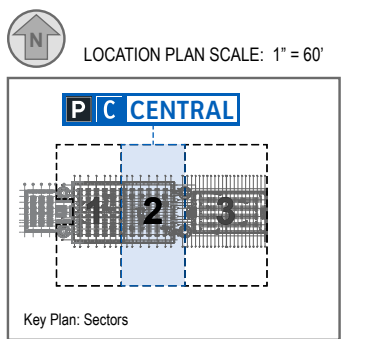 N
LOCATION PLAN SCALE: 1” = 60’
P C CENTRAL
1 2 3
Key Plan: Sectors